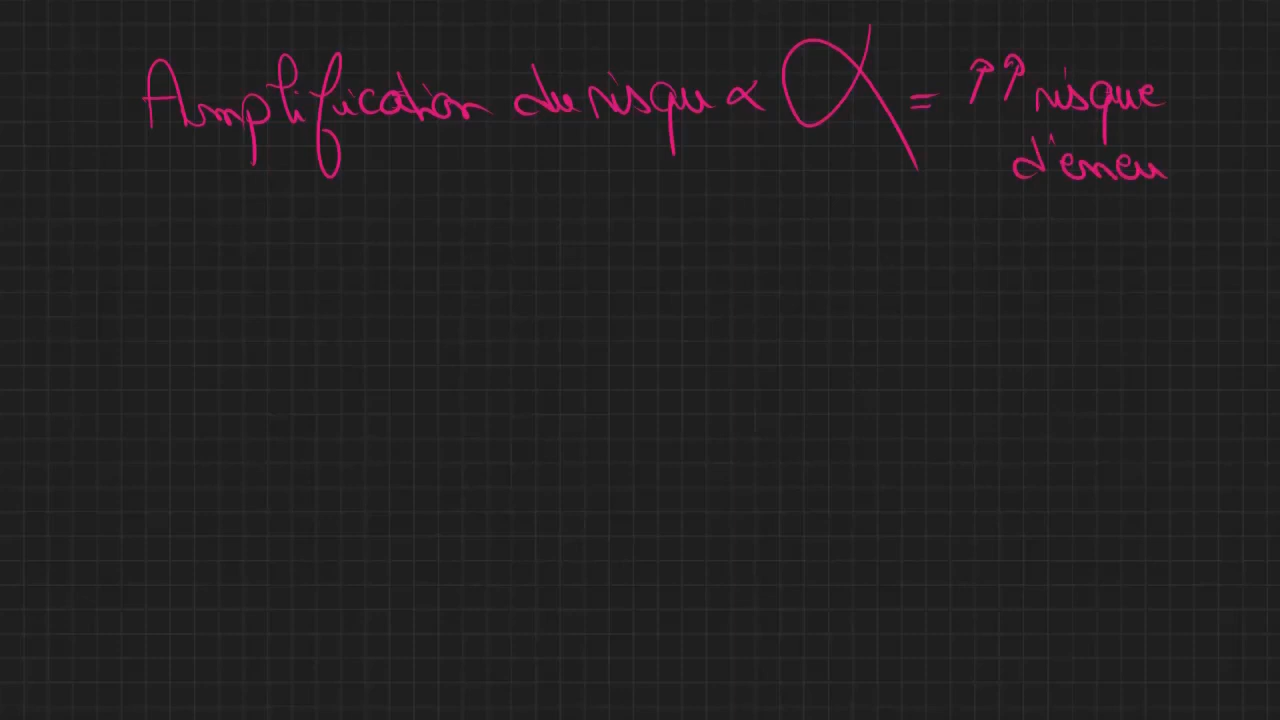 Amplification du risque α α = ↑↑ risque
d'erreur